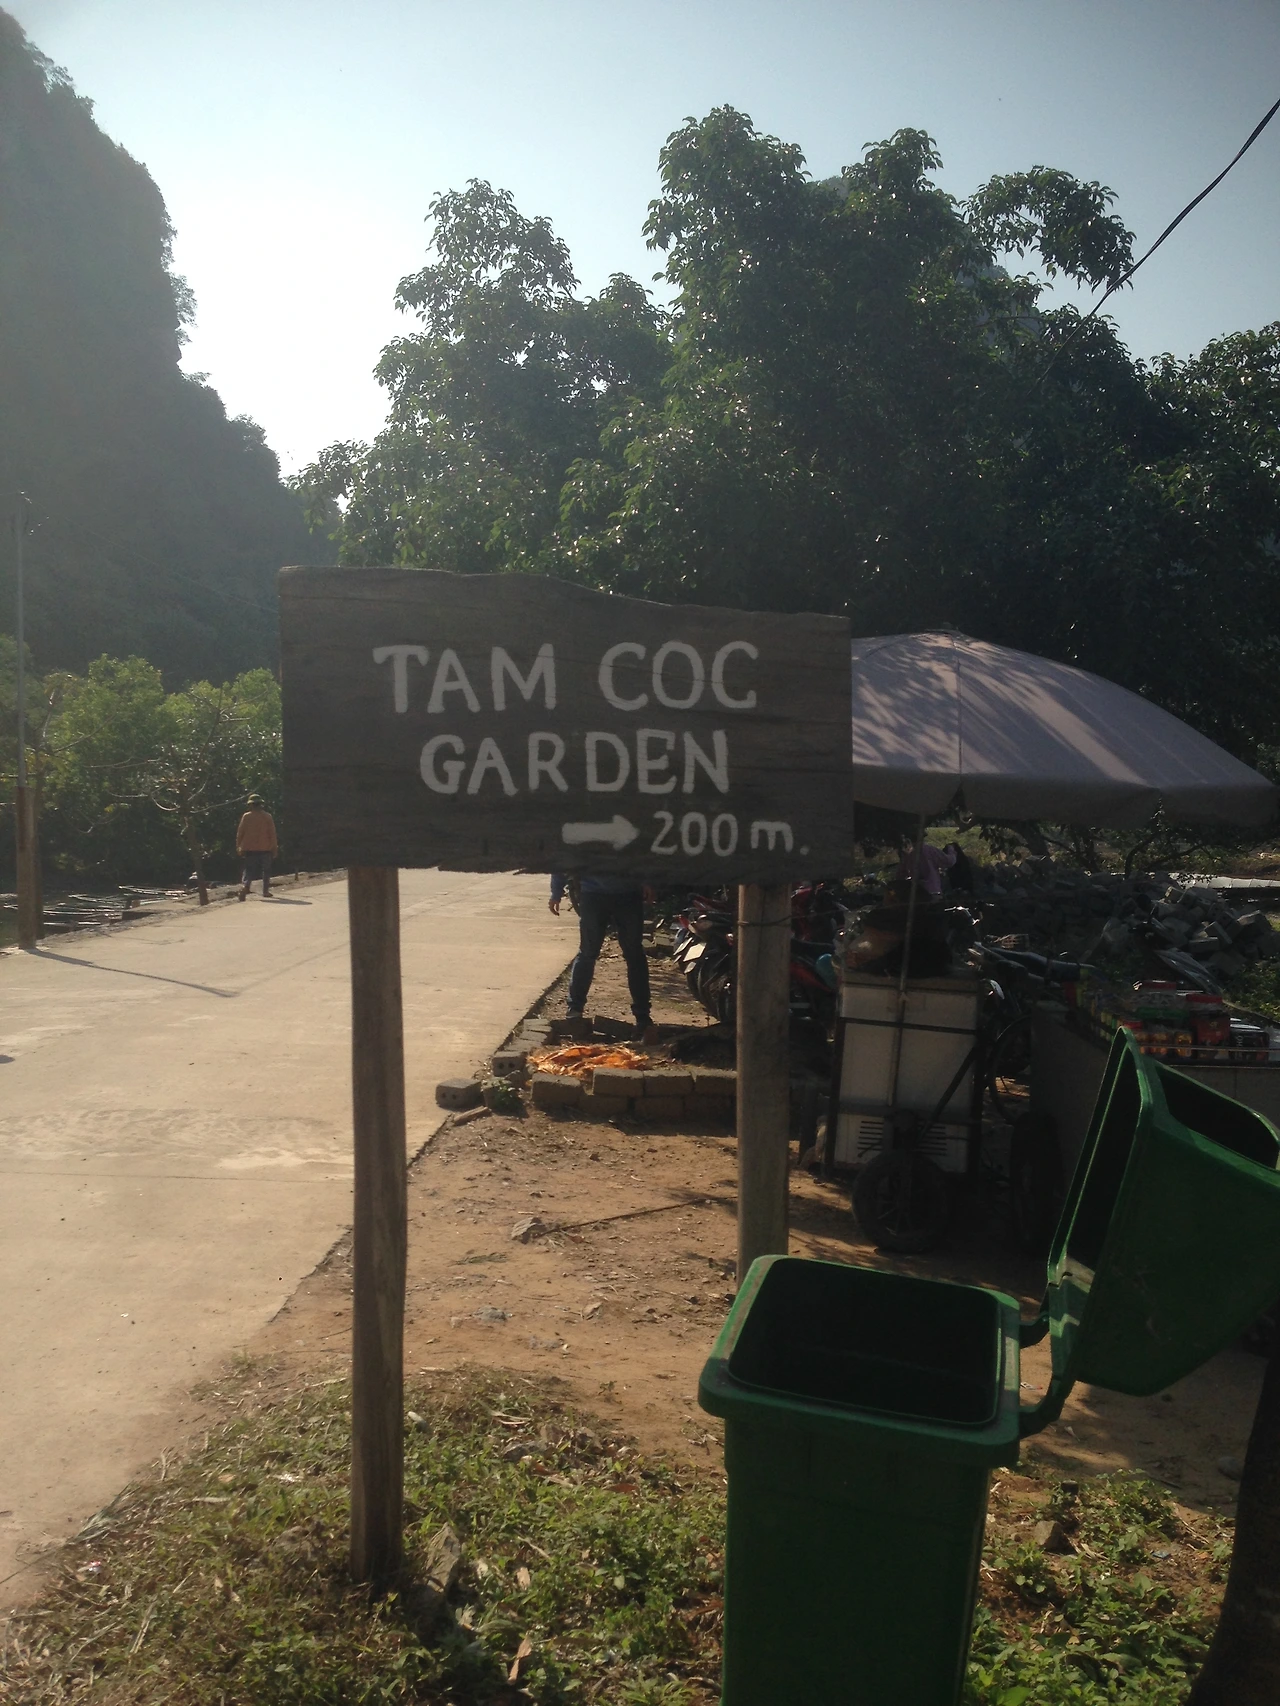 TAM COC
GARDEN
→ 200 m.